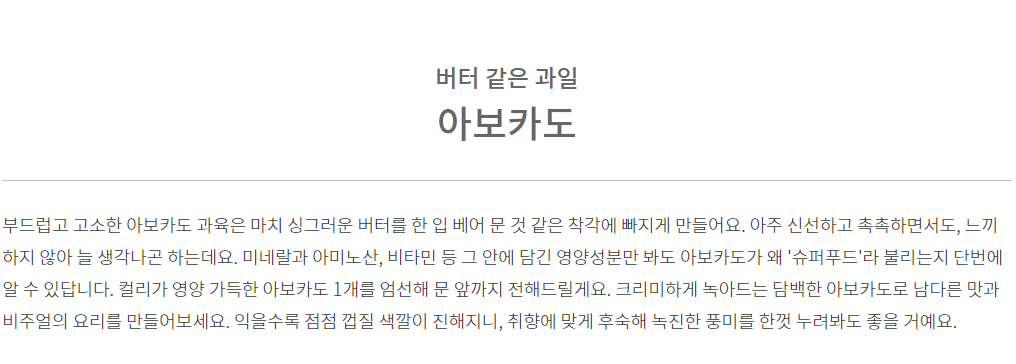 버터 같은 과일
아보카도
부드럽고 고소한 아보카도 과육은 마치 싱그러운 버터를 한 입 베어 문 것 같은 착각에 빠지게 만들어요. 아주 신선하고 촉촉하면서도, 느끼
하지 않아 늘 생각나곤 하는데요. 미네랄과 아미노산, 비타민 등 그 안에 담긴 영양성분만 봐도 아보카도가 왜 '슈퍼푸드'라 불리는지 단번에
알 수 있답니다. 컬리가 영양 가득한 아보카도 1개를 엄선해 문 앞까지 전해드릴게요. 크리미하게 녹아드는 담백한 아보카도로 남다른 맛과
비주얼의 요리를 만들어보세요. 익을수록 점점 껍질 색깔이 진해지니, 취향에 맞게 후숙해 녹진한 풍미를 한껏 누려봐도 좋을 거예요.